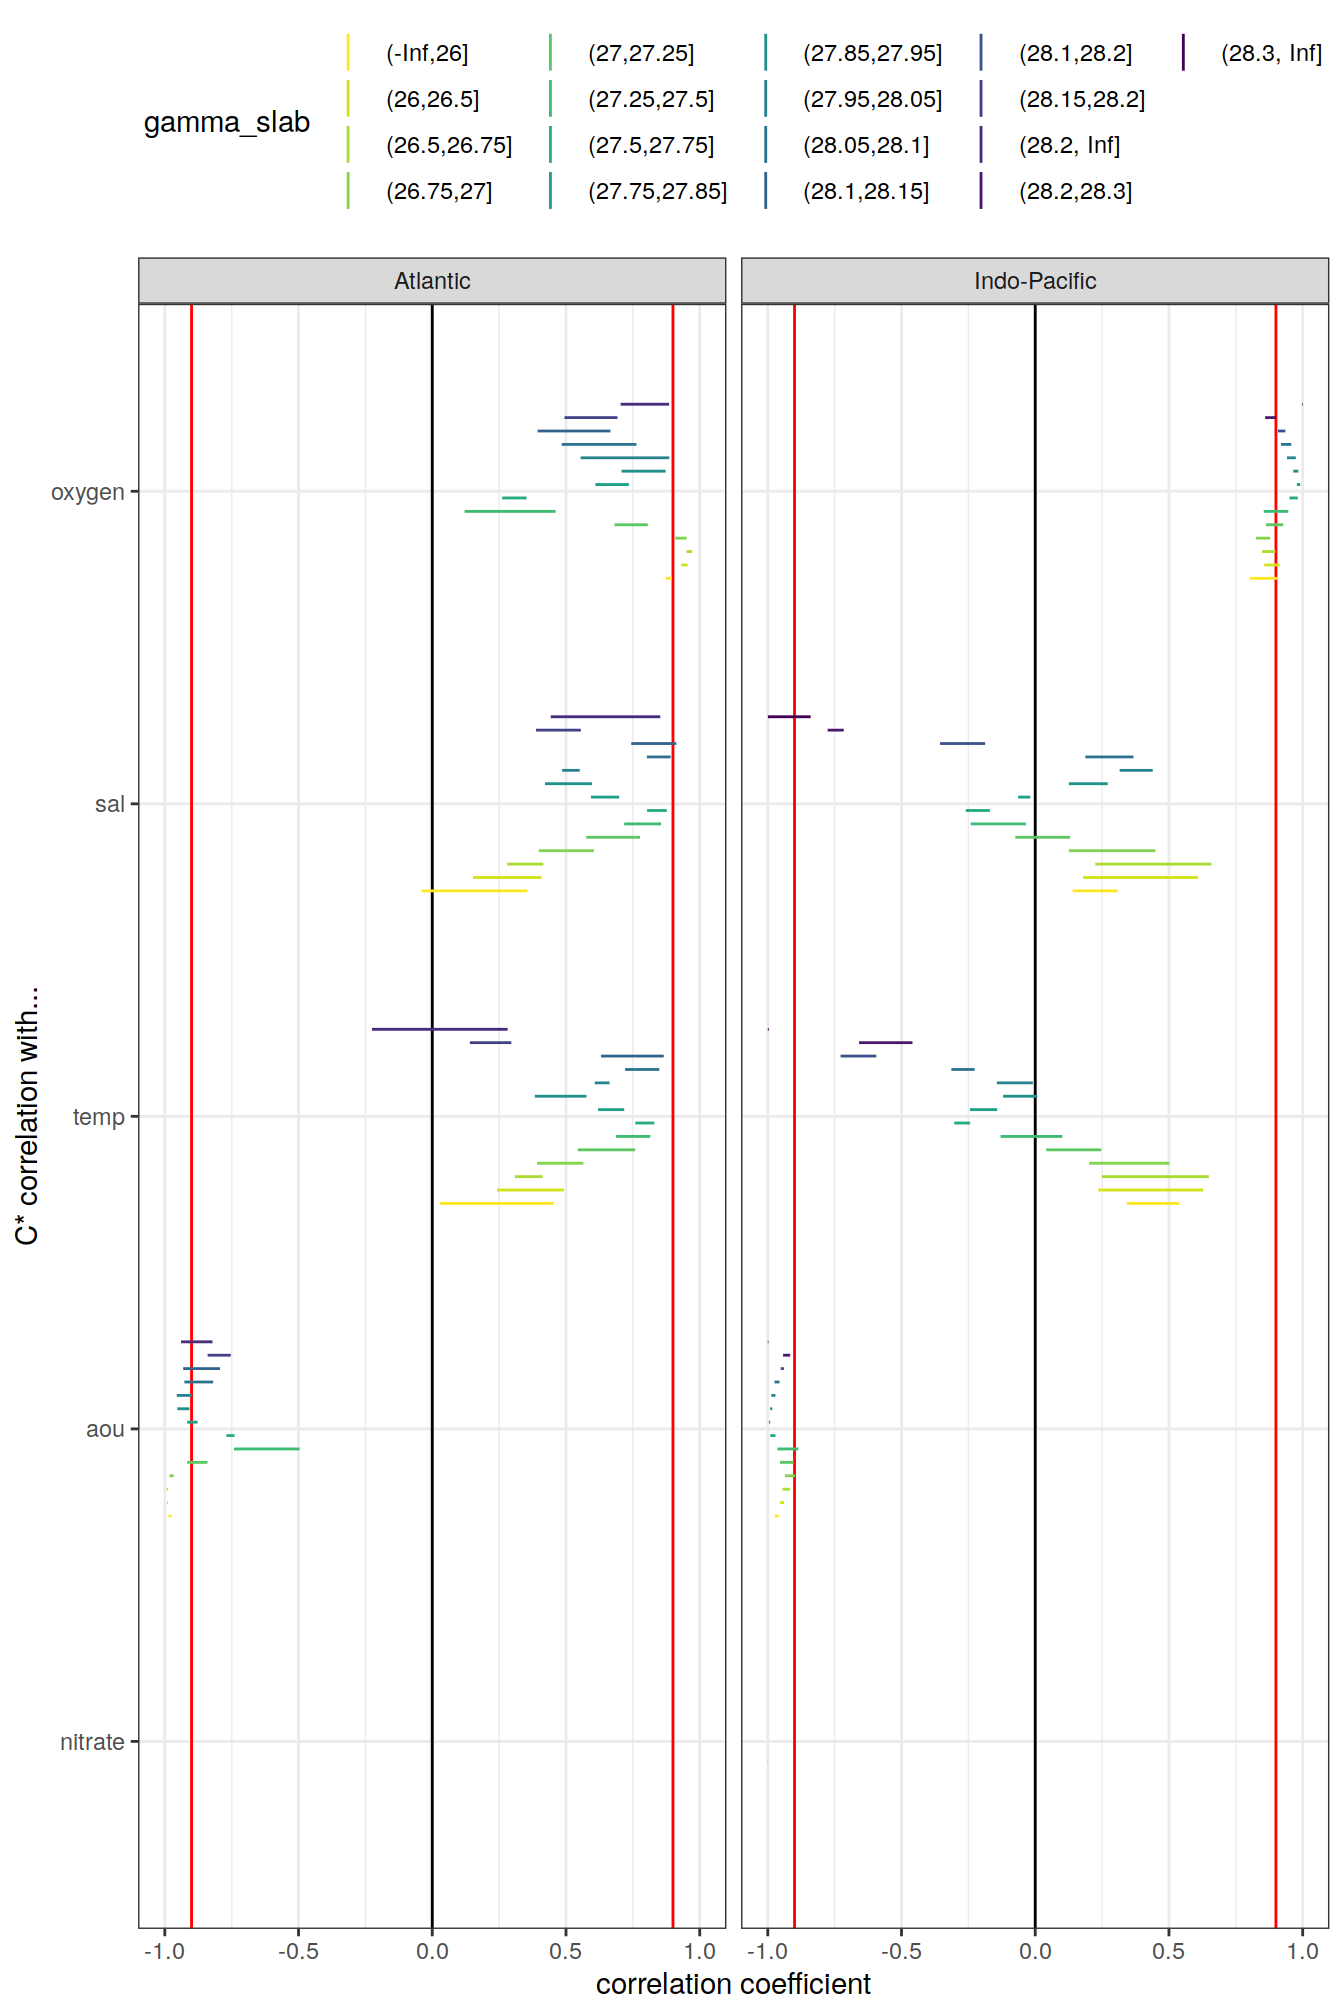 (-Inf,26] (27,27.25] (27.85,27.95] (28.1,28.2] (28.3, Inf]
(26,26.5] (27.25,27.5] (27.95,28.05] (28.15,28.2]
gamma_slab
(26.5,26.75] (27.5,27.75] (28.05,28.1] (28.2, Inf]
(26.75,27] (27.75,27.85] (28.1,28.15] (28.2,28.3]
Atlantic Indo-Pacific
oxygen
sal
temp
aou
nitrate
C* correlation with...
-1.0 -0.5 0.0 0.5 1.0 -1.0 -0.5 0.0 0.5 1.0
correlation coefficient